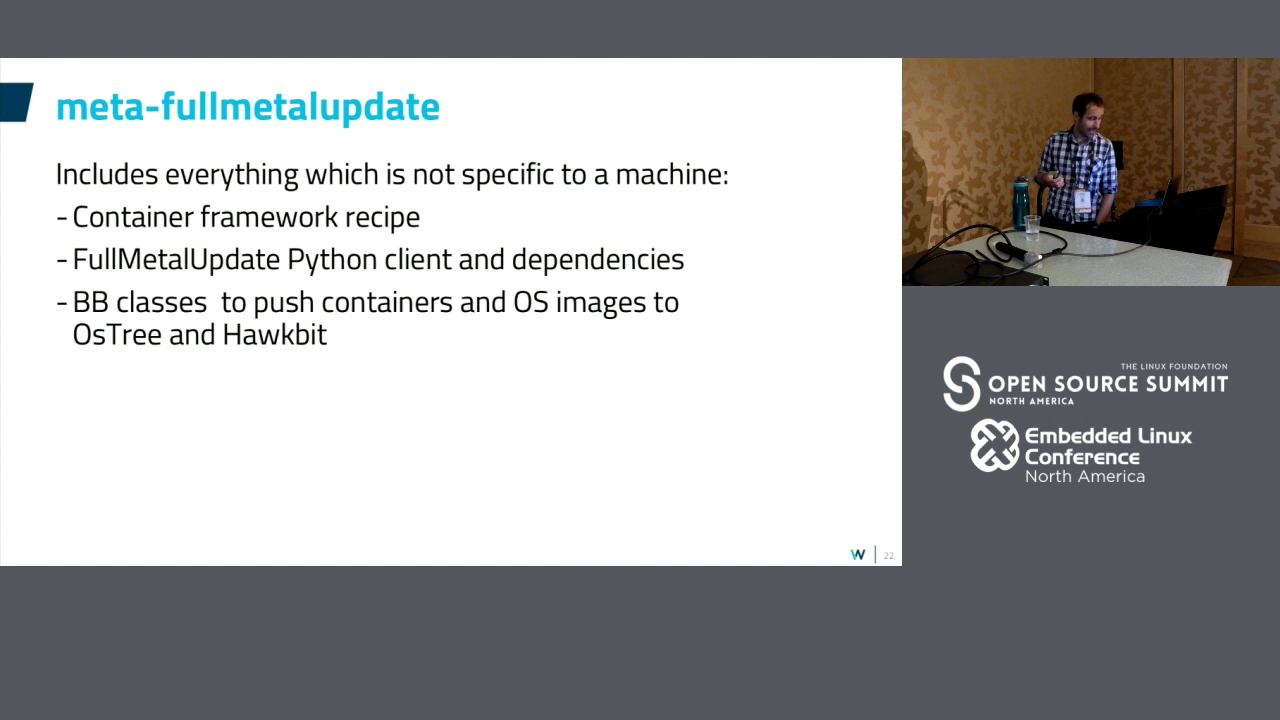 meta-fullmetalupdate
Includes everything which is not specific to a machine:
- Container framework recipe
- FullMetalUpdate Python client and dependencies
- BB classes  to push containers and OS images to
OsTree and Hawkbit
W | 22
THE LINUX FOUNDATION
OPEN SOURCE SUMMIT
NORTH AMERICA
Embedded Linux
Conference
North America